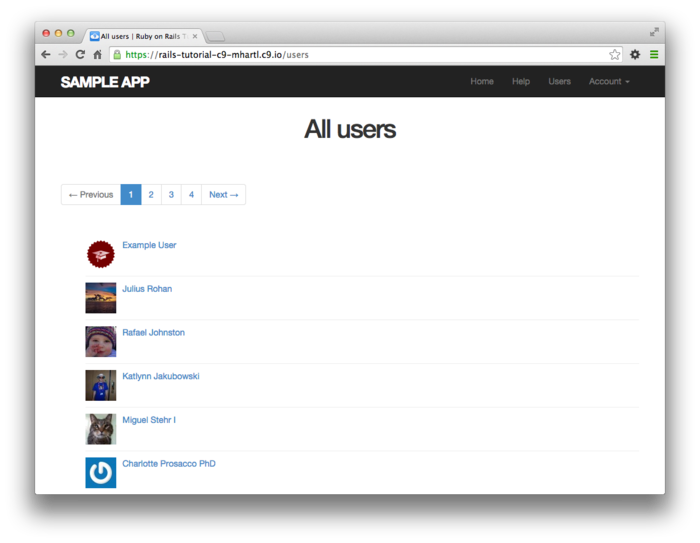 All users | Ruby on Rails T
https://rails-tutorial-c9-mhartl.c9.io/users
SAMPLE APP Home Help Users Account
All users
← Previous 1 2 3 4 Next →
Example User
Julius Rohan
Rafael Johnston
Katlynn Jakubowski
Miguel Stehr I
Charlotte Prosacco PhD